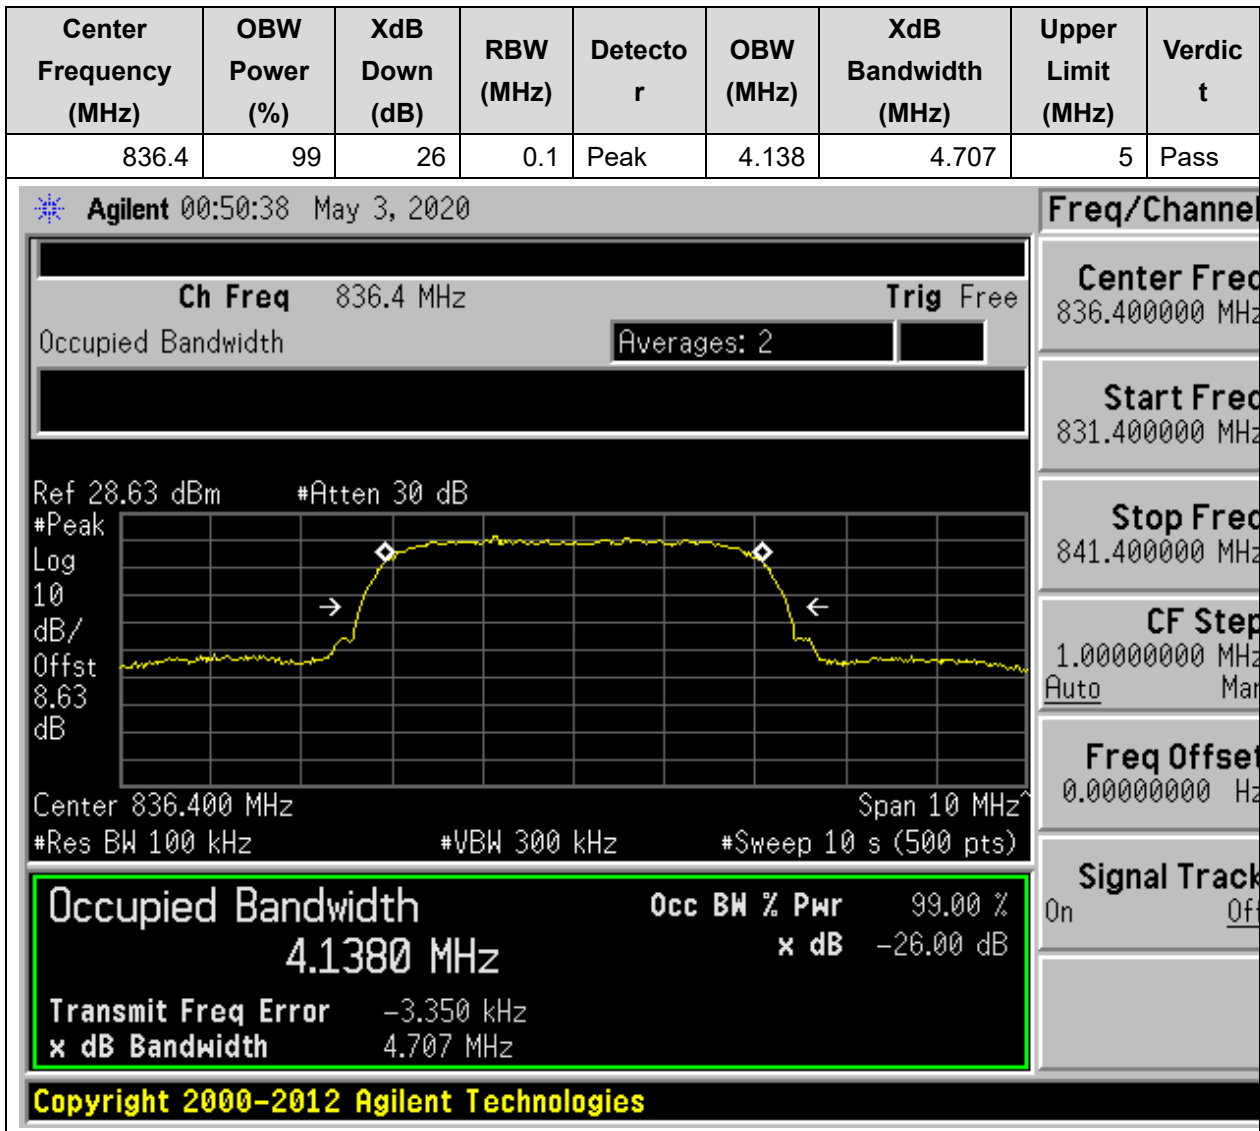 Center Frequency (MHz) OBW Power (%) XdB Down (dB) RBW (MHz) Detecto r OBW (MHz) XdB Bandwidth (MHz) Upper Limit (MHz) Verdic t
836.4 99 26 0.1 Peak 4.138 4.707 5 Pass
Agilent 00:50:38 May 3, 2020
Freq/Channel
Ch Freq 836.4 MHz Trig Free
Occupied Bandwidth Averages: 2
Center Freq
836.400000 MHz
Start Freq
831.400000 MHz
Stop Freq
841.400000 MHz
CF Step
1.00000000 MHz
Auto Man
Freq Offset
0.00000000 Hz
Signal Track
On Off
Ref 28.63 dBm #Atten 30 dB
#Peak
Log
10
dB/
Offst
8.63
dB
Center 836.400 MHz Span 10 MHz^
#Res BW 100 kHz #VBW 300 kHz #Sweep 10 s (500 pts)
Occupied Bandwidth
4.1380 MHz
Occ BW % Pwr 99.00 %
x dB -26.00 dB
Transmit Freq Error -3.350 kHz
x dB Bandwidth 4.707 MHz
Copyright 2000-2012 Agilent Technologies